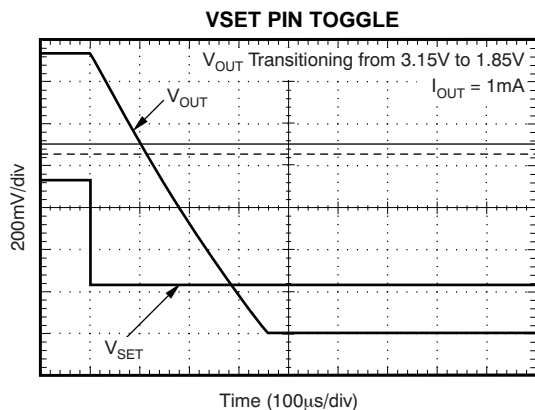 VSET PIN TOGGLE
VOUT Transitioning from 3.15V to 1.85V
IOUT = 1mA
VOUT
200mV/div
VSET
Time (100μs/div)